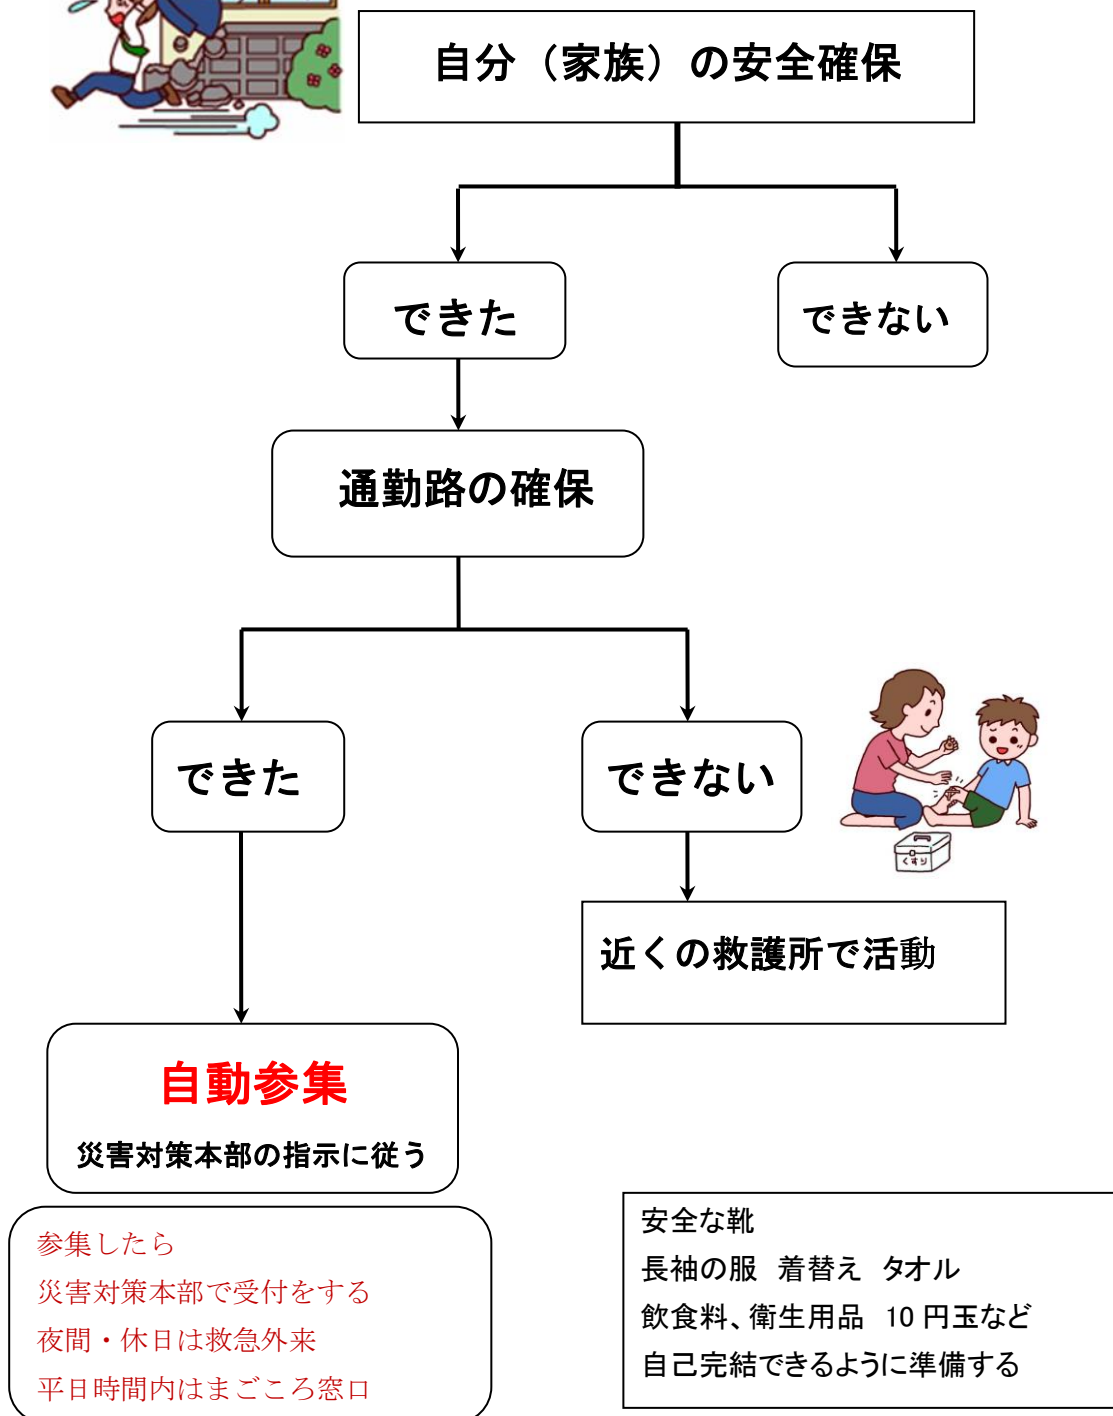 自分（家族）の安全確保
できた
できない
通勤路の確保
できた
できない
くすり
近くの救護所で活動
自動参集
災害対策本部の指示に従う
参集したら
災害対策本部で受付をする
夜間・休日は救急外来
平日時間内はまごころ窓口
安全な靴
長袖の服　着替え　タオル
飲食料、衛生用品　10 円玉など
自己完結できるように準備する